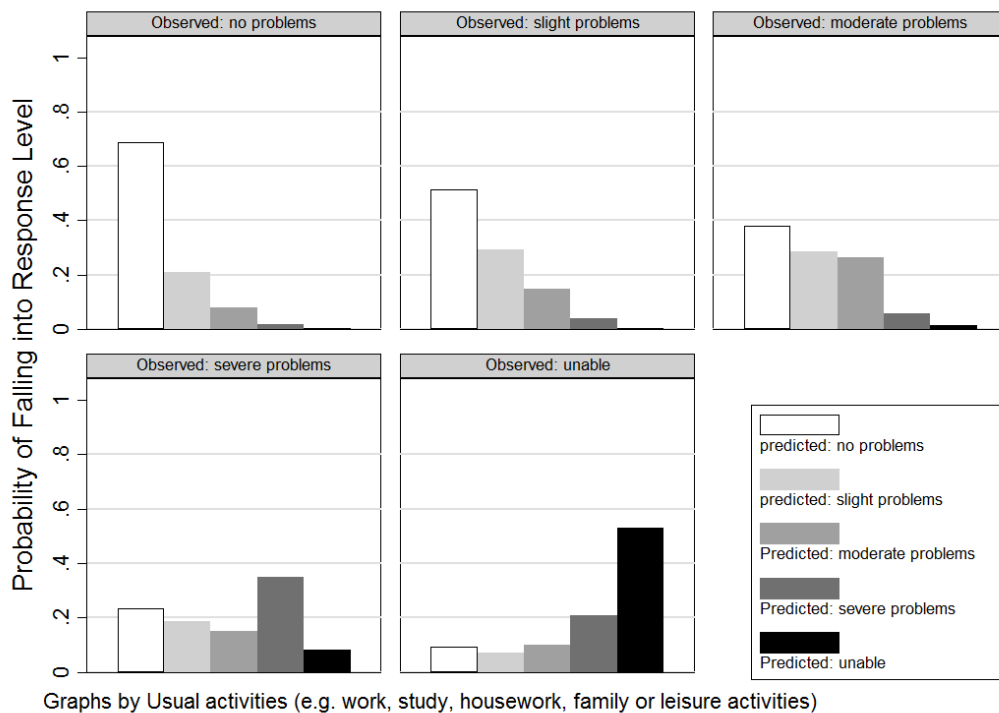 Observed: no problems
Observed: slight problems
Observed: moderate problems
Probability of Falling into Response Level
1
.8
.6
.4
.2
0
Observed: severe problems
Observed: unable
1
.8
.6
.4
.2
0
predicted: no problems
predicted: slight problems
Predicted: moderate problems
Predicted: severe problems
Predicted: unable
Graphs by Usual activities (e.g. work, study, housework, family or leisure activities)